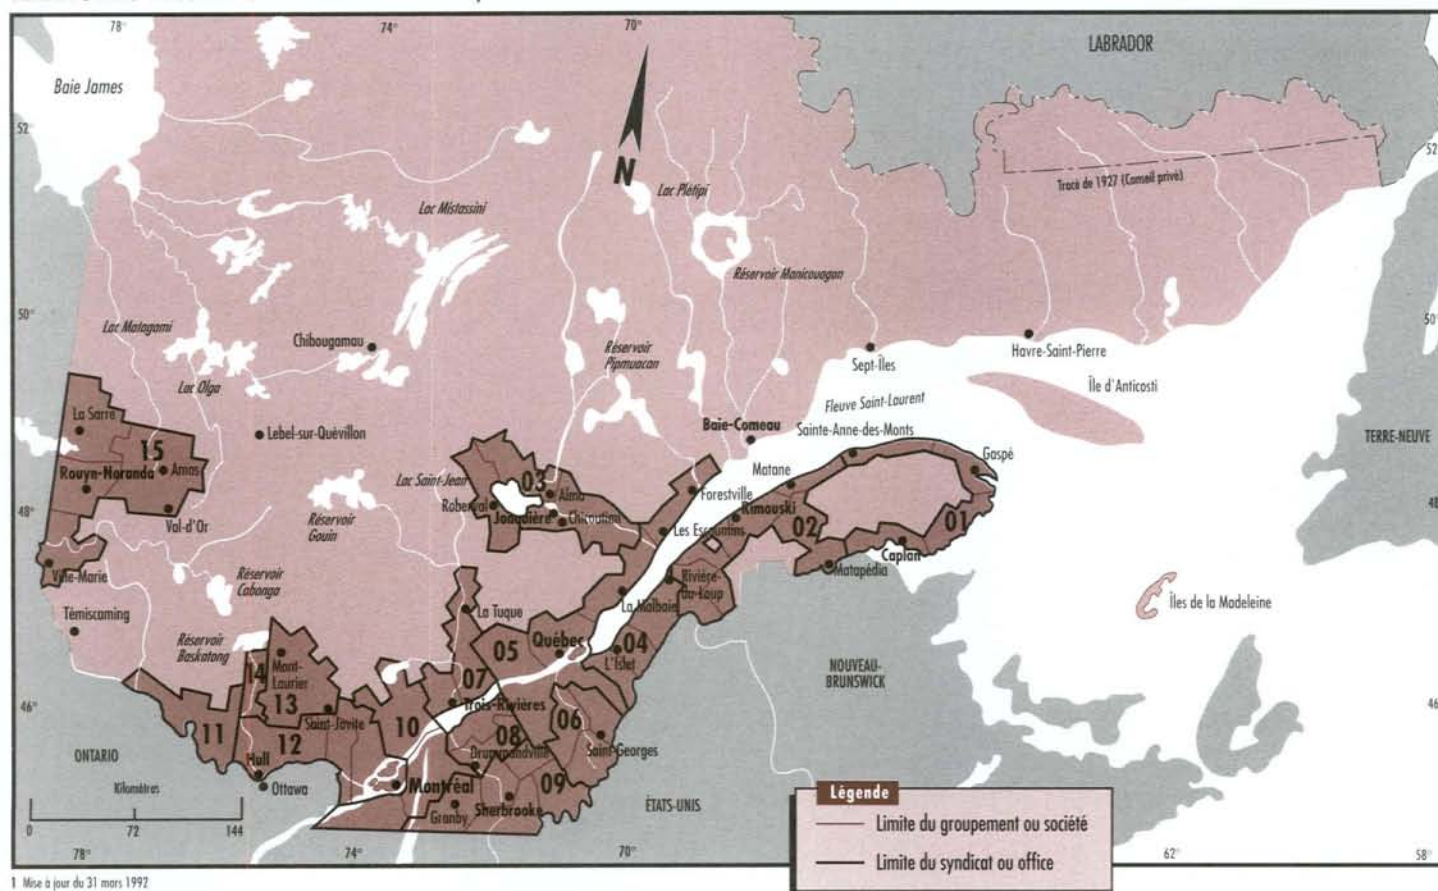 78°
74°
70°
LABRADOR
Baie James
52°
52°
N
Lac Plétipi
Tracé de 1927 (Conseil privé)
Lac Mistassini
Réservoir Manicouagan
50°
50°
Lac Matagami
Chibougamau
Réservoir
Pipmuacan
Sept-Îles
Havre-Saint-Pierre
Lac Olga
Île d'Anticosti
Fleuve Saint-Laurent
La Sarre
Lebel-sur-Quévillon
Baie-Comeau
Sainte-Anne-des-Monts
TERRE-NEUVE
15
Rouyn-Noranda
Amos
Lac Saint-Jean
03
Alma
Matane
Gaspé
Roberval
Forestville
48°
Val-d'Or
Réservoir
Gouin
Jonquière
Chicoutimi
Rimouski
02
01
48
Les Escoumins
Caplan
Ville-Marie
Réservoir
Cabonga
Matapédia
Rivière-
du-Loup
La Tuque
La Malbaie
Îles de la Madeleine
Témiscaming
Réservoir
Baskatong
05
Québec
04
L'Islet
14
Mont-
Laurier
13
07
NOUVEAU-
BRUNSWICK
46°
46°
Saint-Jovite
Trois-Rivières
11
12
10
06
08
Saint-Georges
Drummondville
ONTARIO
Hull
09
Ottawa
Montréal
Kilomètres
Granby
Sherbrooke
ÉTATS-UNIS
0 72 144
Légende
Limite du groupement ou société
Limite du syndicat ou office
78°
74°
70°
62°
58°
1 Mise à jour du 31 mars 1992